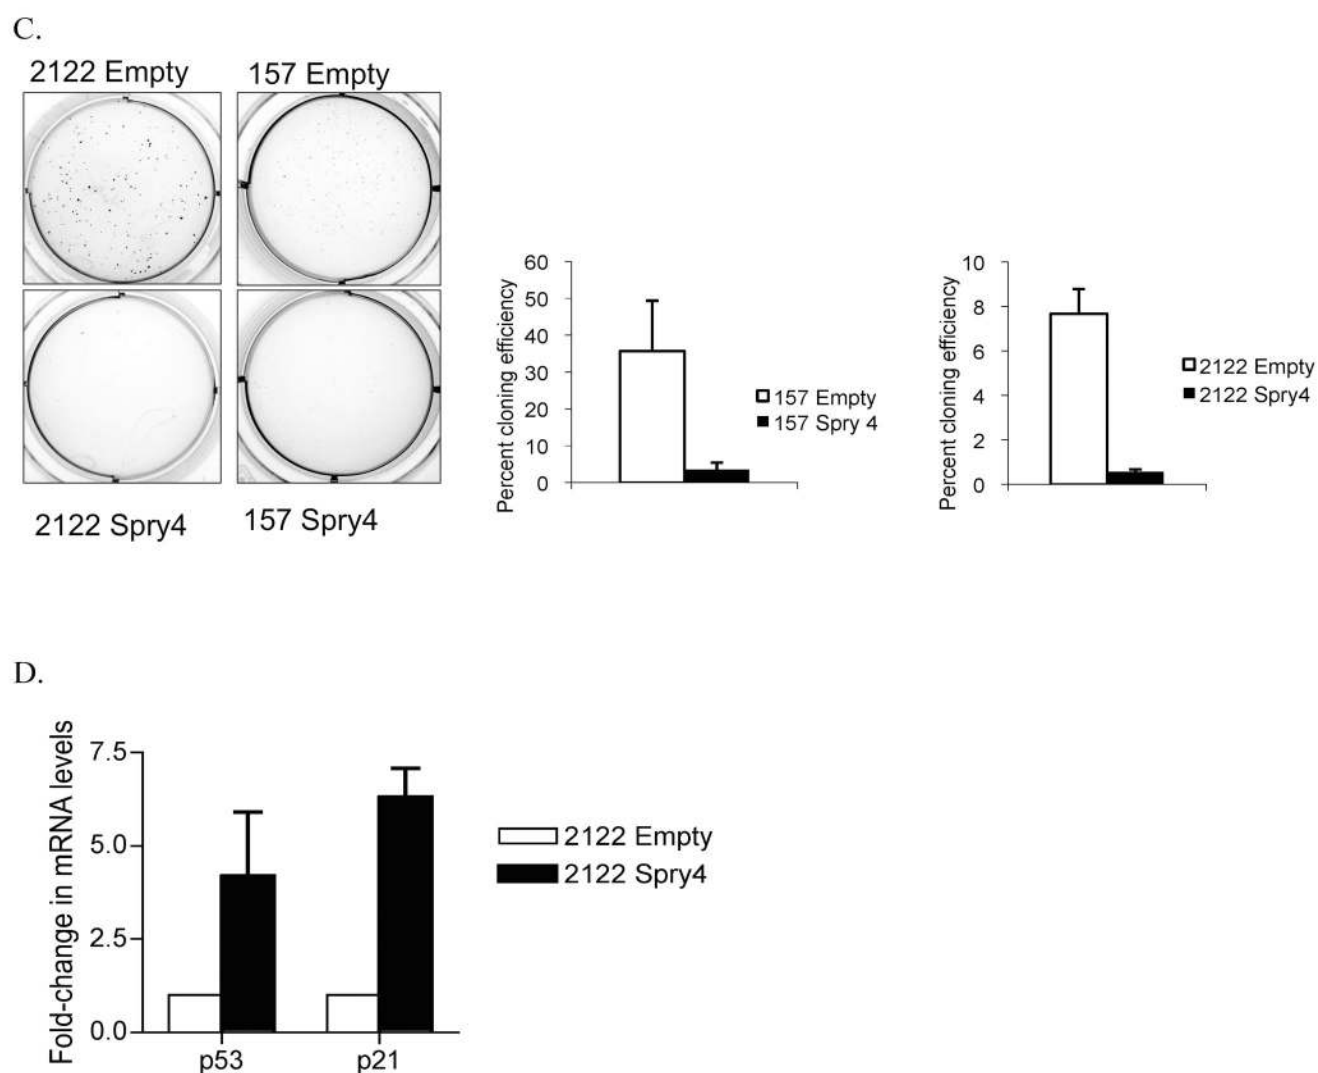 C.
2122 Empty
157 Empty
2122 Spry4
157 Spry4
Percent cloning efficiency
60
50
40
30
20
10
0
157 Empty
157 Spry 4
Percent cloning efficiency
10
8
6
4
2
0
2122 Empty
2122 Spry4
D.
Fold-change in mRNA levels
7.5
5.0
2.5
0.0
p53
p21
2122 Empty
2122 Spry4